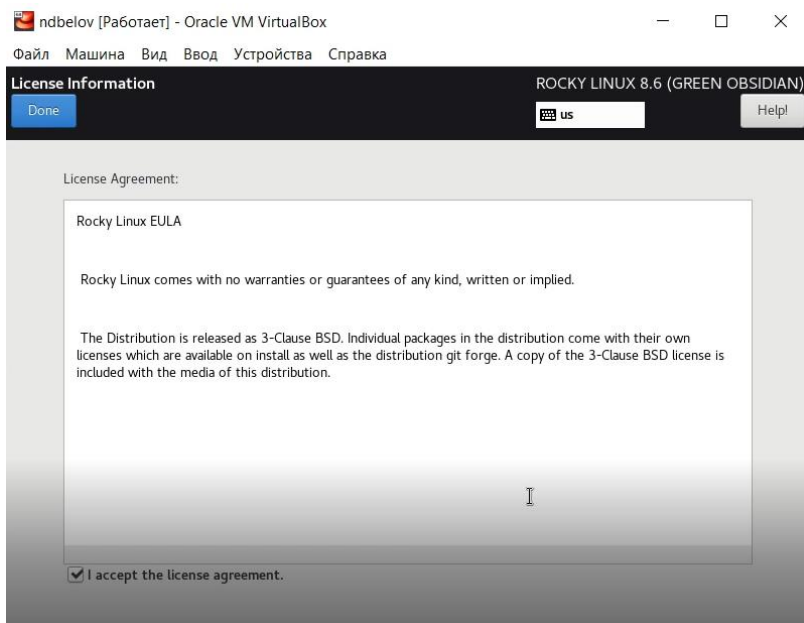 ndbelov [Работает] - Oracle VM VirtualBox
Файл Машина Вид Ввод Устройства Справка
License Information
ROCKY LINUX 8.6 (GREEN OBSIDIAN)
Done
us
Help!
License Agreement:
Rocky Linux EULA
Rocky Linux comes with no warranties or guarantees of any kind, written or implied.
The Distribution is released as 3-Clause BSD. Individual packages in the distribution come with their own
licenses which are available on install as well as the distribution git forge. A copy of the 3-Clause BSD license is
included with the media of this distribution.
I accept the license agreement.